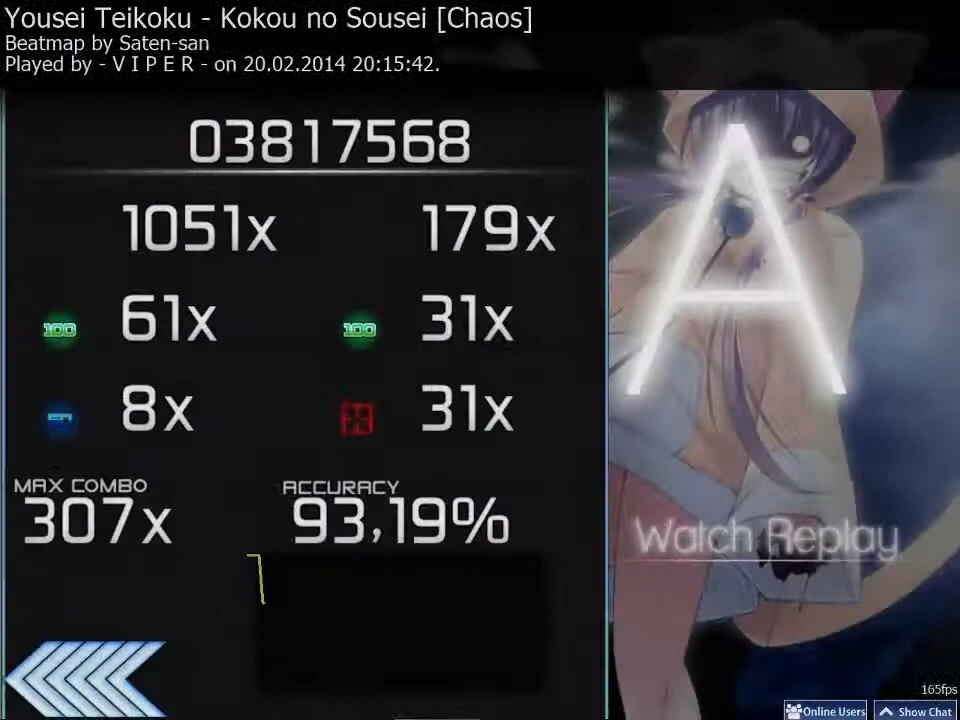 Yousei Teikoku - Kokou no Sousei [Chaos]
Beatmap by Saten-san
Played by - V I P E R - on 20.02.2014 20:15:42.
03817568
1051x 179x
100 61x 100 31x
8x 31x
MAX COMBO ACCURACY
307x 93,19%
A
Watch Replay
165fps
Online Users Show Chat